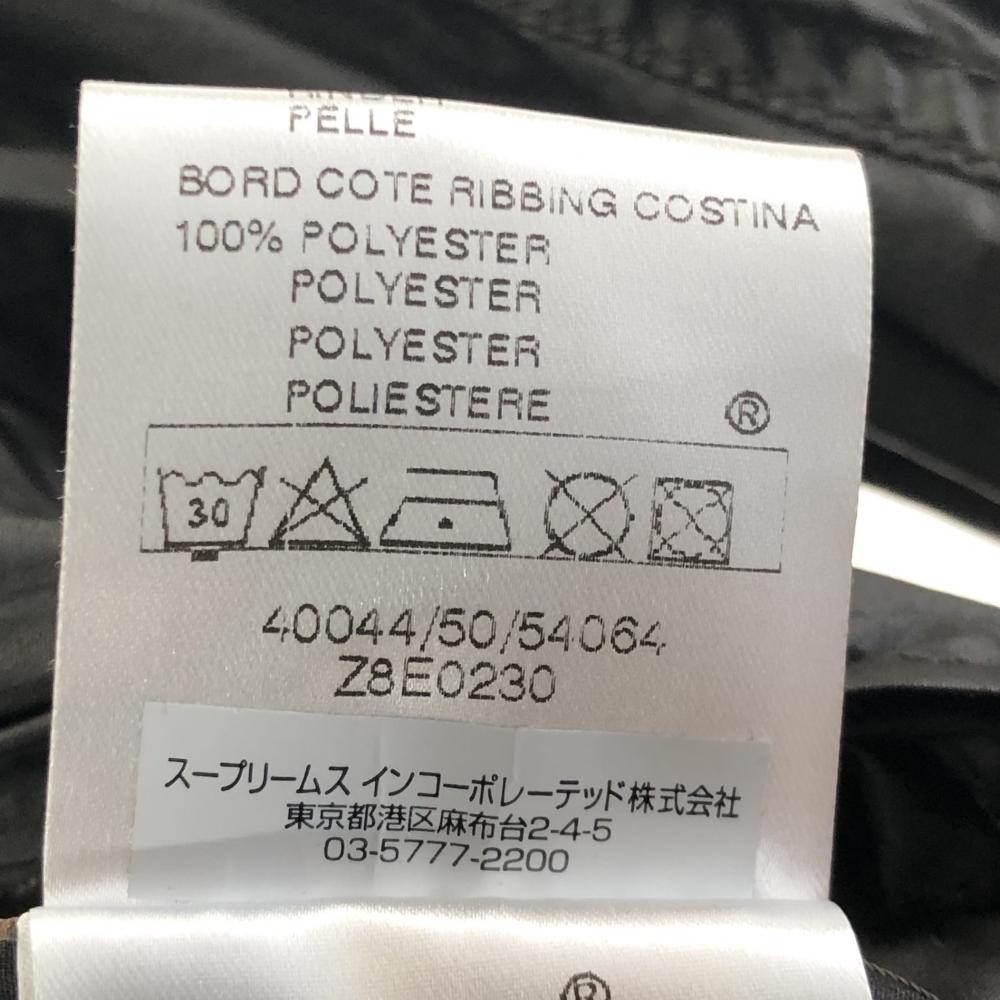 PELLE
BORD COTE RIBBING COSTINA
100% POLYESTER
POLYESTER
POLYESTER
POLIESTERE
®
30
40044/50/54064
Z8E0230
スープリームス インコーポレーテッド株式会社
東京都港区麻布台2-4-5
03-5777-2200
®